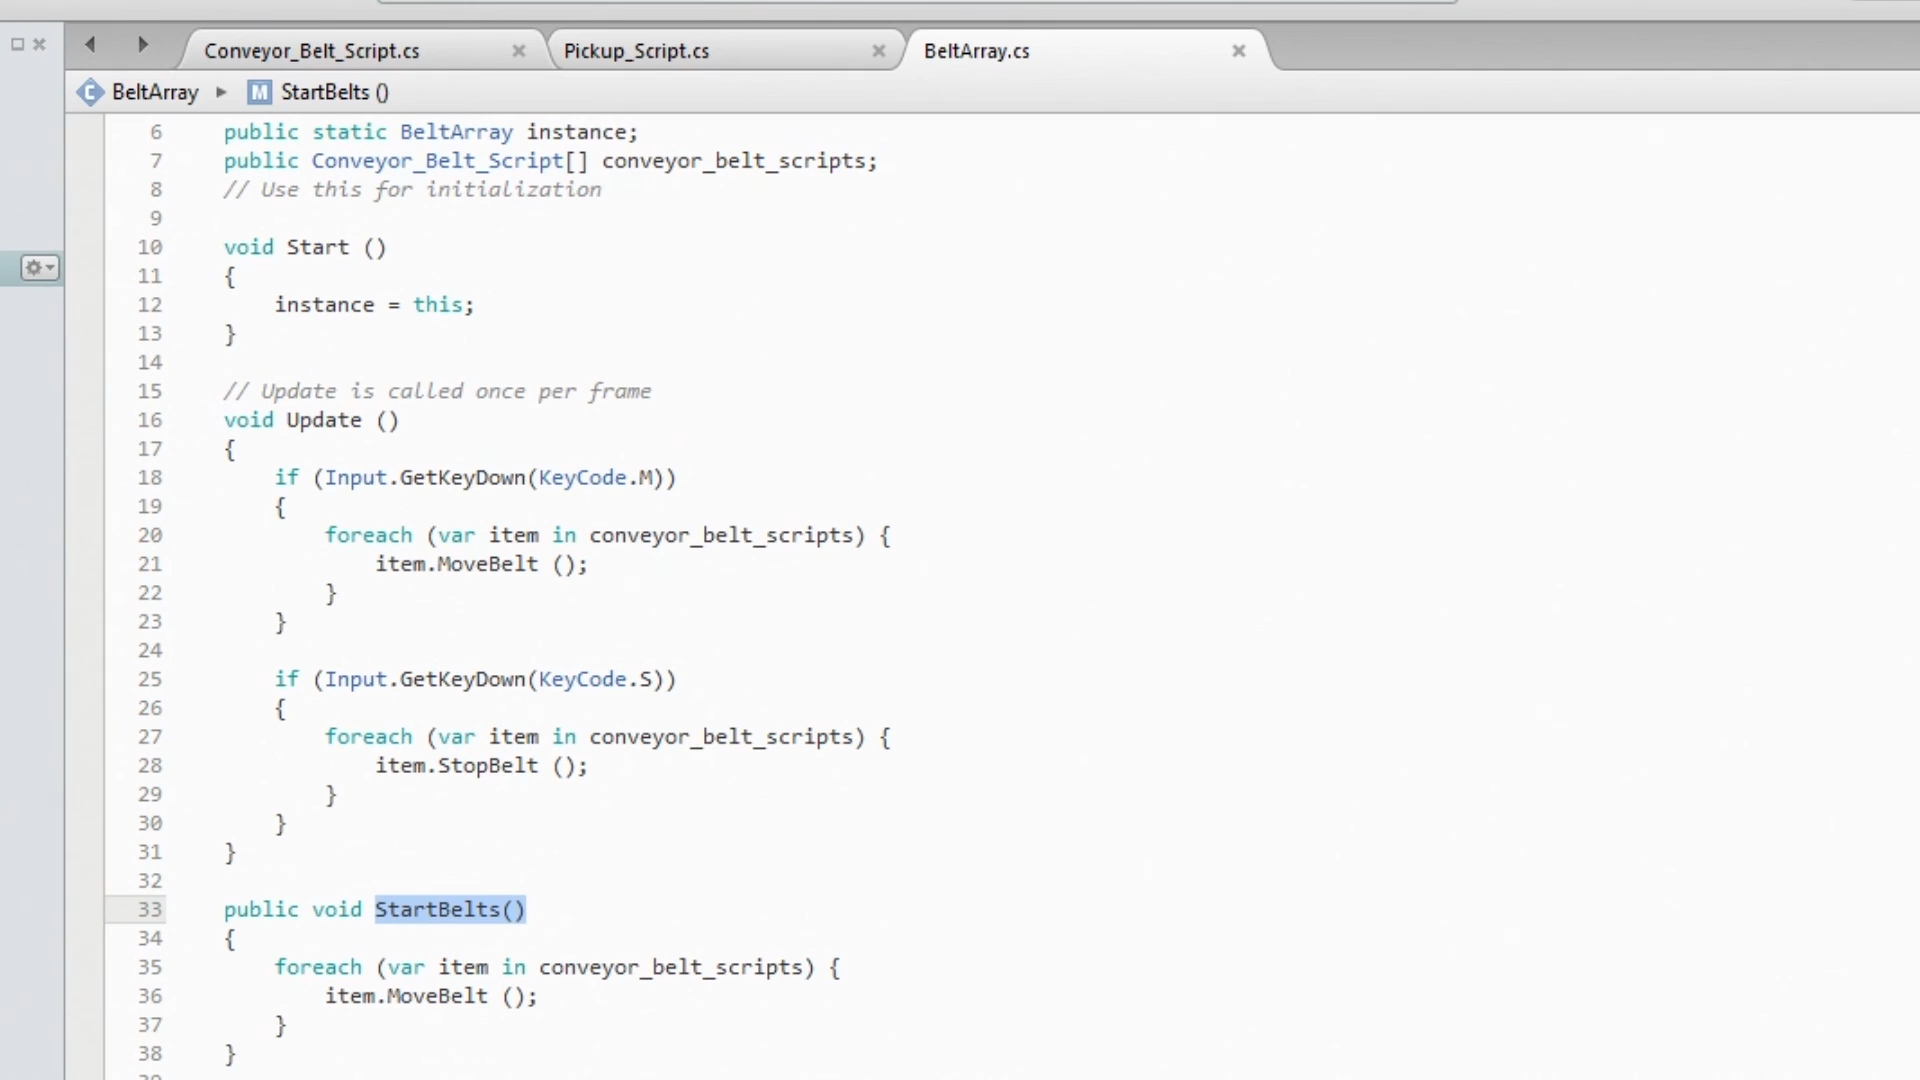 Conveyor_Belt_Script.cs
Pickup_Script.cs
BeltArray.cs
BeltArray
M StartBelts ()
6 public static BeltArray instance;
7 public Conveyor_Belt_Script[] conveyor_belt_scripts;
8 // Use this for initialization
9
10 void Start ()
11 {
12 instance = this;
13 }
14
15 // Update is called once per frame
16 void Update ()
17 {
18 if (Input.GetKeyDown(KeyCode.M))
19 {
20 foreach (var item in conveyor_belt_scripts) {
21 item.MoveBelt ();
22 }
23 }
24
25 if (Input.GetKeyDown(KeyCode.S))
26 {
27 foreach (var item in conveyor_belt_scripts) {
28 item.StopBelt ();
29 }
30 }
31 }
32
33 public void StartBelts()
34 {
35 foreach (var item in conveyor_belt_scripts) {
36 item.MoveBelt ();
37 }
38 }